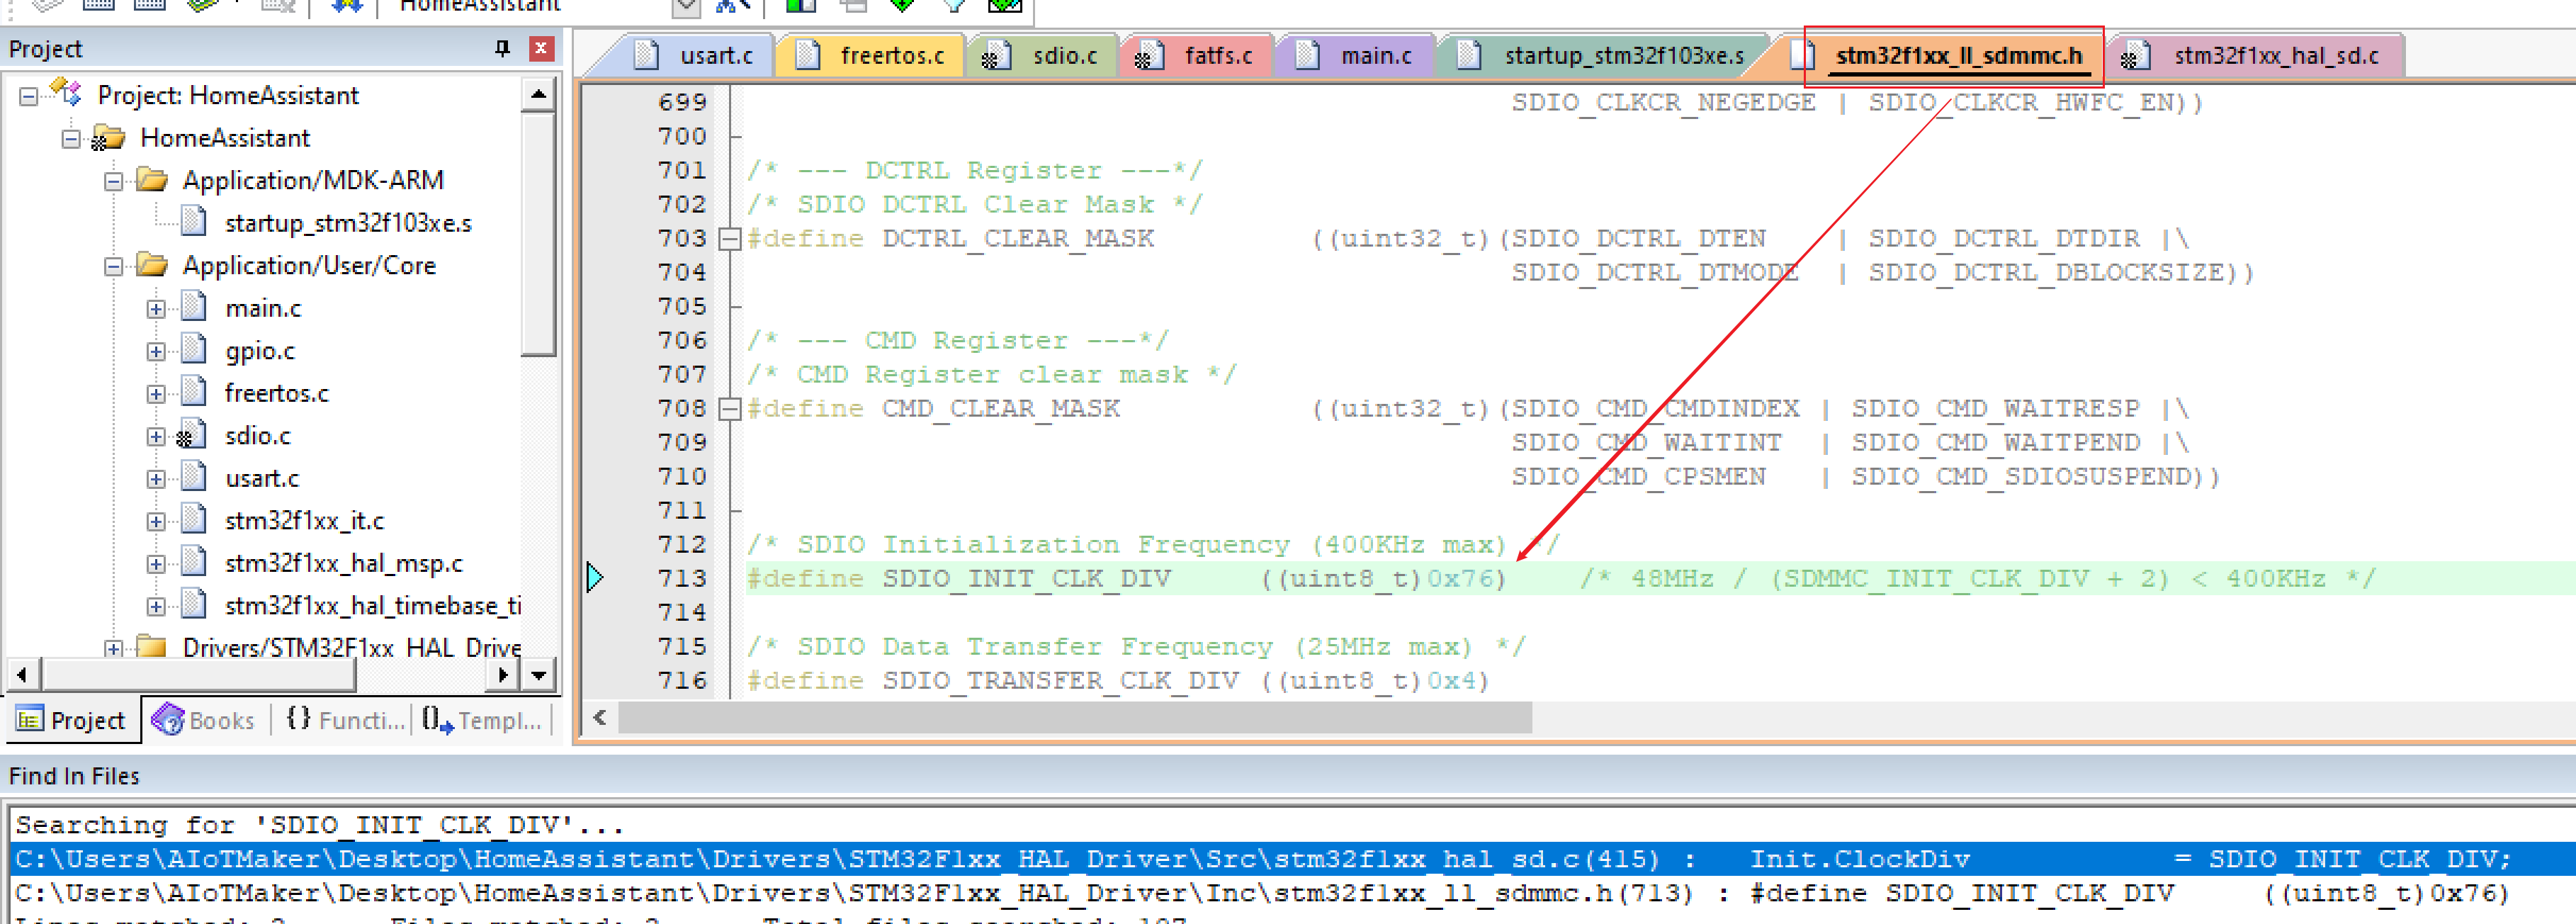 HomeAssistant
Project
Project: HomeAssistant
HomeAssistant
Application/MDK-ARM
startup_stm32f103xe.s
Application/User/Core
main.c
gpio.c
freertos.c
sdio.c
usart.c
stm32f1xx_it.c
stm32f1xx_hal_msp.c
stm32f1xx_hal_timebase_ti
Drivers/STM32F1xx_HAL_Drive
Project Books {} Functi... Templ...
usart.c freertos.c sdio.c fatfs.c main.c startup_stm32f103xe.s stm32f1xx_ll_sdmmc.h stm32f1xx_hal_sd.c
699 SDIO_CLKCR_NEGEDGE | SDIO_CLKCR_HWFC_EN))
700
701 /* --- DCTRL Register ---*/
702 /* SDIO DCTRL Clear Mask */
703 #define DCTRL_CLEAR_MASK ((uint32_t)(SDIO_DCTRL_DTEN | SDIO_DCTRL_DTDIR |\
704 SDIO_DCTRL_DTMODE | SDIO_DCTRL_DBLOCKSIZE))
705
706 /* --- CMD Register ---*/
707 /* CMD Register clear mask */
708 #define CMD_CLEAR_MASK ((uint32_t)(SDIO_CMD_CMDINDEX | SDIO_CMD_WAITRESP |\
709 SDIO_CMD_WAITINT | SDIO_CMD_WAITPEND |\
710 SDIO_CMD_CPSMEN | SDIO_CMD_SDIOSUSPEND))
711
712 /* SDIO Initialization Frequency (400KHz max) */
713 #define SDIO_INIT_CLK_DIV ((uint8_t)0x76) /* 48MHz / (SDMMC_INIT_CLK_DIV + 2) < 400KHz */
714
715 /* SDIO Data Transfer Frequency (25MHz max) */
716 #define SDIO_TRANSFER_CLK_DIV ((uint8_t)0x4)
Find In Files
Searching for 'SDIO_INIT_CLK_DIV'...
C:\Users\AIoTMaker\Desktop\HomeAssistant\Drivers\STM32F1xx_HAL_Driver\Src\stm32f1xx_hal_sd.c(415) : Init.ClockDiv = SDIO_INIT_CLK_DIV;
C:\Users\AIoTMaker\Desktop\HomeAssistant\Drivers\STM32F1xx_HAL_Driver\Inc\stm32f1xx_ll_sdmmc.h(713) : #define SDIO_INIT_CLK_DIV ((uint8_t)0x76)